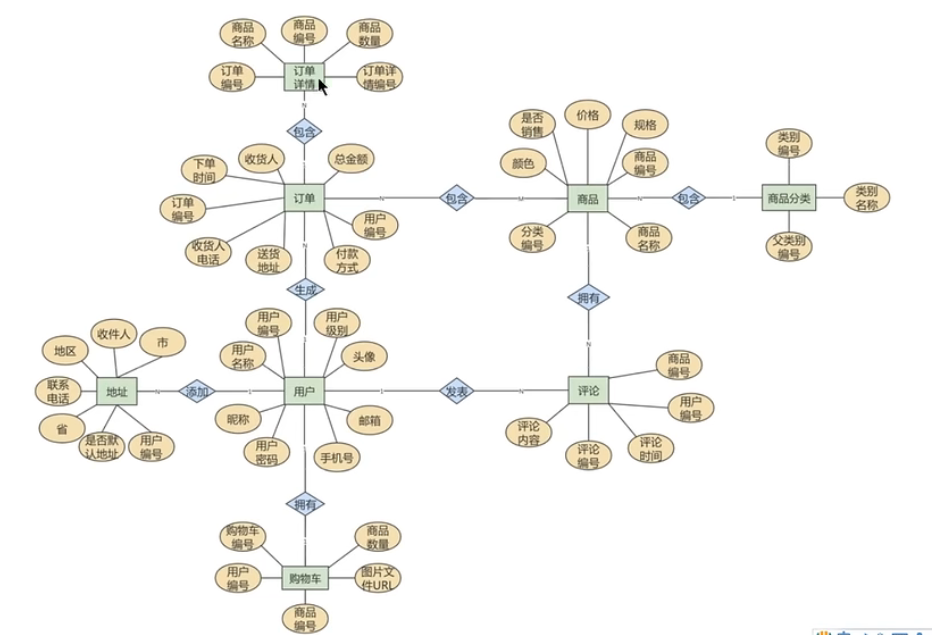 商品
名称
商品
编号
商品
数量
订单
编号
订单
详情
订单详
情编号
N
包含
1
下单
时间
收货人
总金额
订单
编号
订单
用户
编号
收货人
电话
送货
地址
付款
方式
N
包含
M
是否
销售
价格
规格
颜色
商品
编号
商品
分类
编号
商品
名称
N
包含
1
类别
编号
商品分类
类别
名称
父类别
编号
N
生成
1
1
拥有
N
用户
编号
用户
级别
用户
名称
头像
用户
昵称
邮箱
用户
密码
手机号
地区
收件人
市
联系
电话
地址
省
是否默
认地址
用户
编号
N
添加
1
1
发表
N
评论
商品
编号
用户
编号
评论
内容
评论
编号
评论
时间
1
拥有
1
购物车
编号
商品
数量
用户
编号
购物车
图片文
件URL
商品
编号